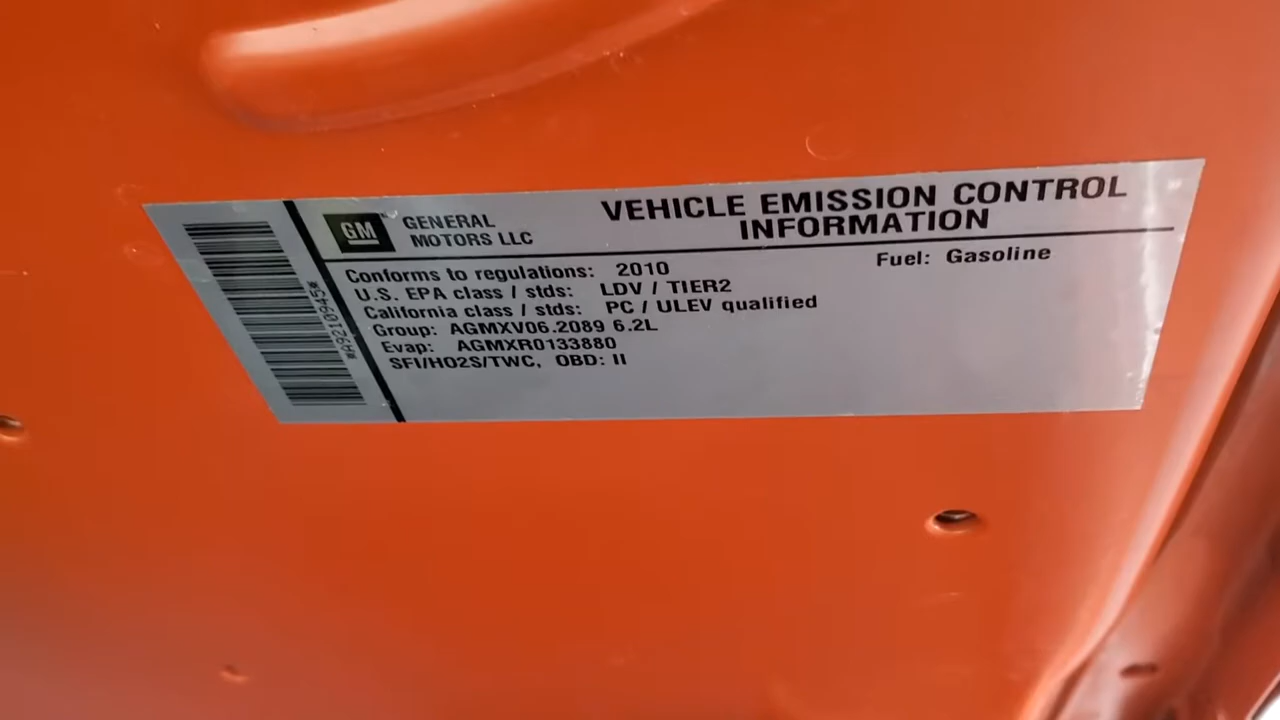 GM
GENERAL
MOTORS LLC
VEHICLE EMISSION CONTROL
INFORMATION
Conforms to regulations: 2010
Fuel: Gasoline
U.S. EPA class / stds: LDV / TIER2
California class / stds: PC / ULEV qualified
Group: AGMXV06.2089 6.2L
Evap: AGMXR0133880
SFI/HO2S/TWC, OBD: II
*A9210945*